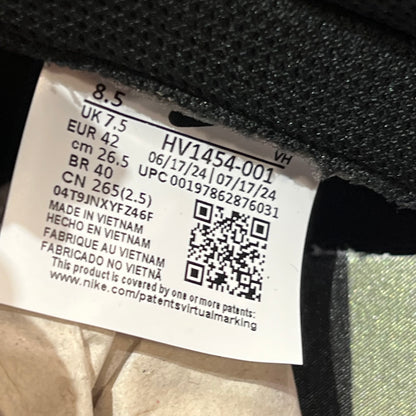 8.5
UK 7,5
EUR 42
cm 26.5
BR 40
CN 265(2.5)
04T9JNXYFZ46F
VH
HV1454-001
06/17/24 | 07/17/24
UPC 00197862876031
MADE IN VIETNAM
HECHO EN VIETNAM
FABRIQUE AU VIETNAM
FABRICADO NO VIETNÃ
This product is covered by one or more patents:
www.nike.com/patentsvirtualmarking